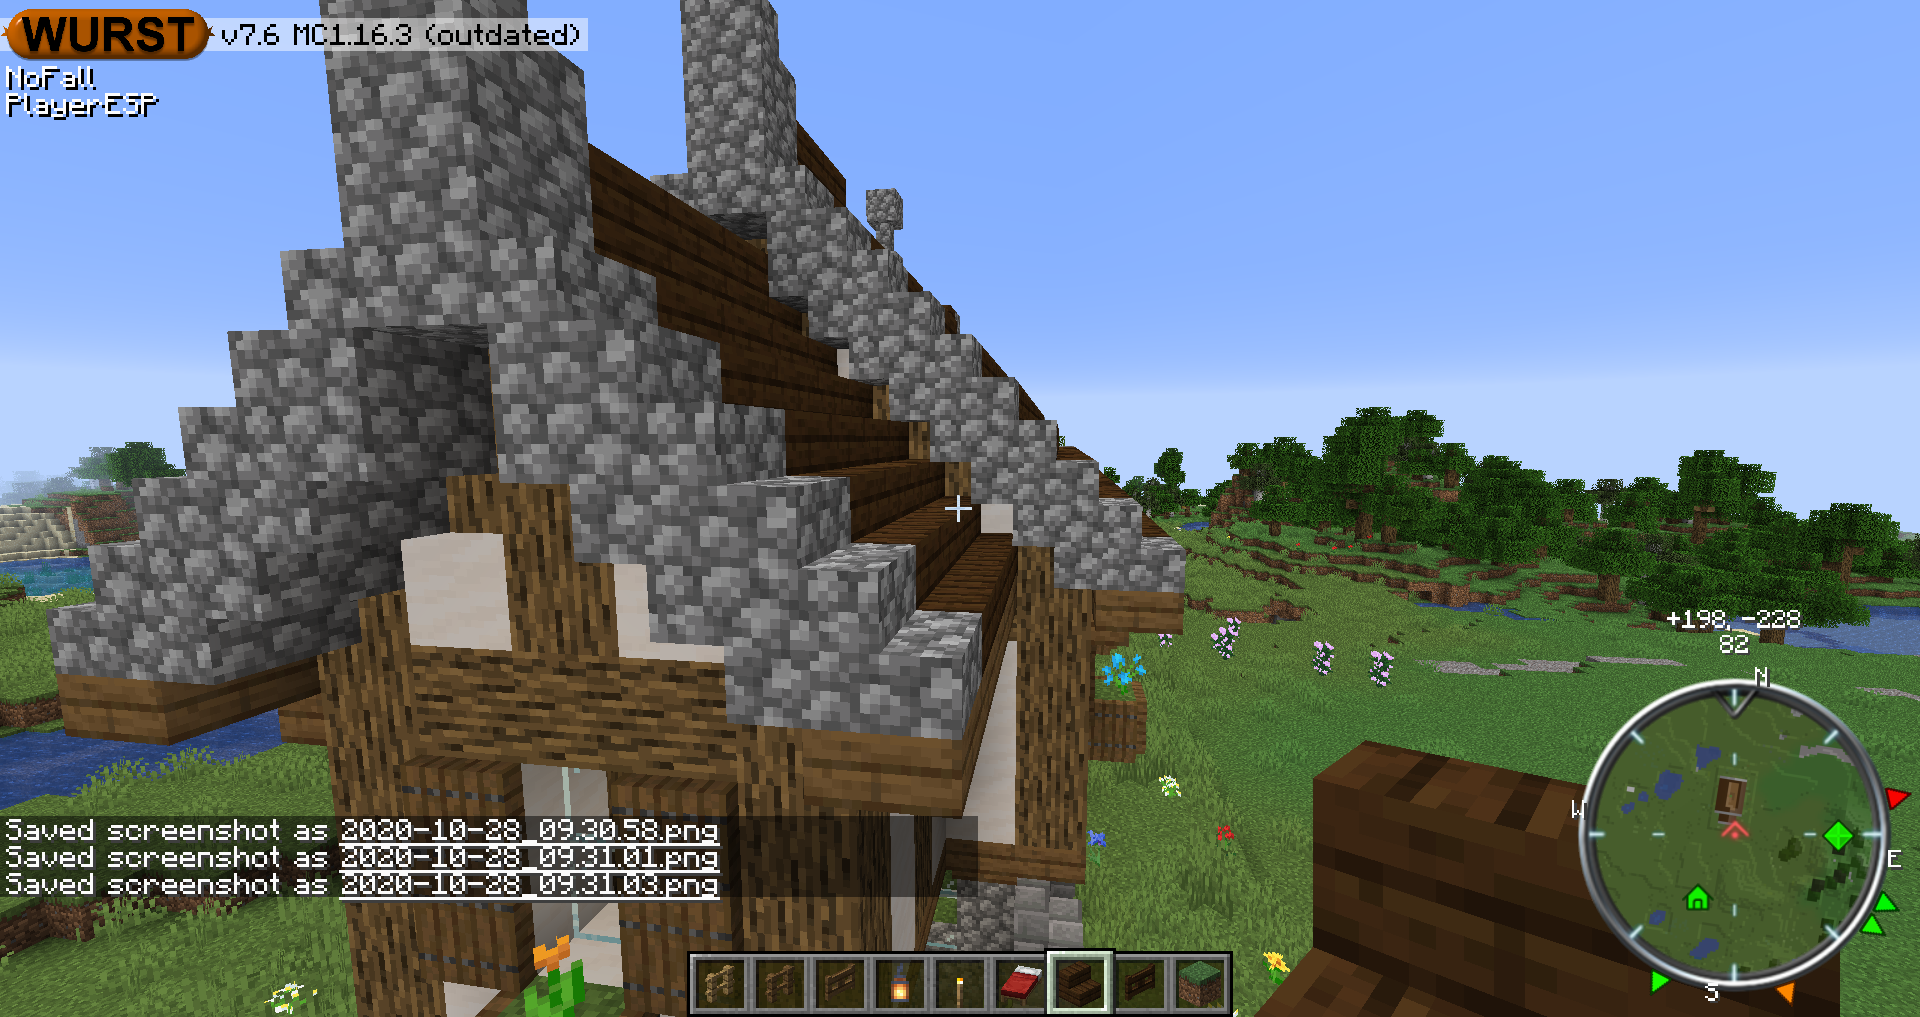 WURST v7.6 MC1.16.3 (outdated)
NoFall
PlayerESP
+198, -228
82
N
W
E
S
Saved screenshot as 2020-10-28_09.30.58.png
Saved screenshot as 2020-10-28_09.31.01.png
Saved screenshot as 2020-10-28_09.31.03.png